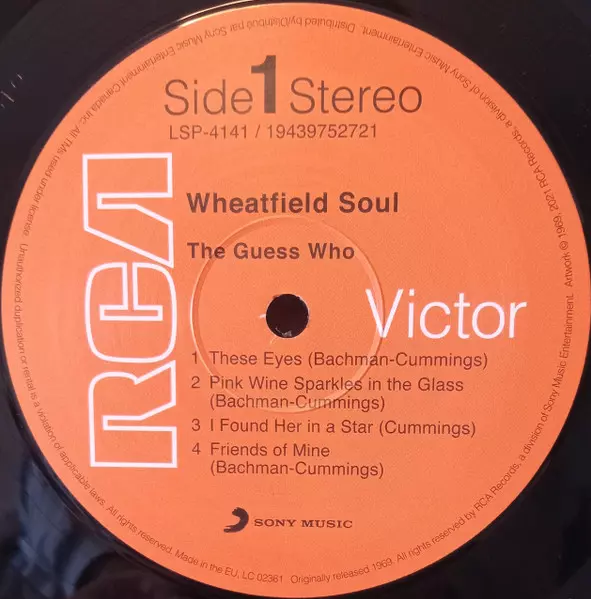 Side 1 Stereo
LSP-4141 / 19439752721
Wheatfield Soul
The Guess Who
RCA
Victor
1 These Eyes (Bachman-Cummings)
2 Pink Wine Sparkles in the Glass
(Bachman-Cummings)
3 I Found Her in a Star (Cummings)
4 Friends of Mine
(Bachman-Cummings)
SONY MUSIC
Unauthorized duplication or rental is a violation of applicable laws. All rights reserved. Made in the EU. LC 02361 Originally released 1969. All rights reserved by RCA Records, a division of Sony Music Entertainment. Artwork © 1969, 2021 RCA Records, a division of Sony Music Entertainment. Distributed by/Distribué par Sony Music Entertainment Canada Inc. All TMs used under license.